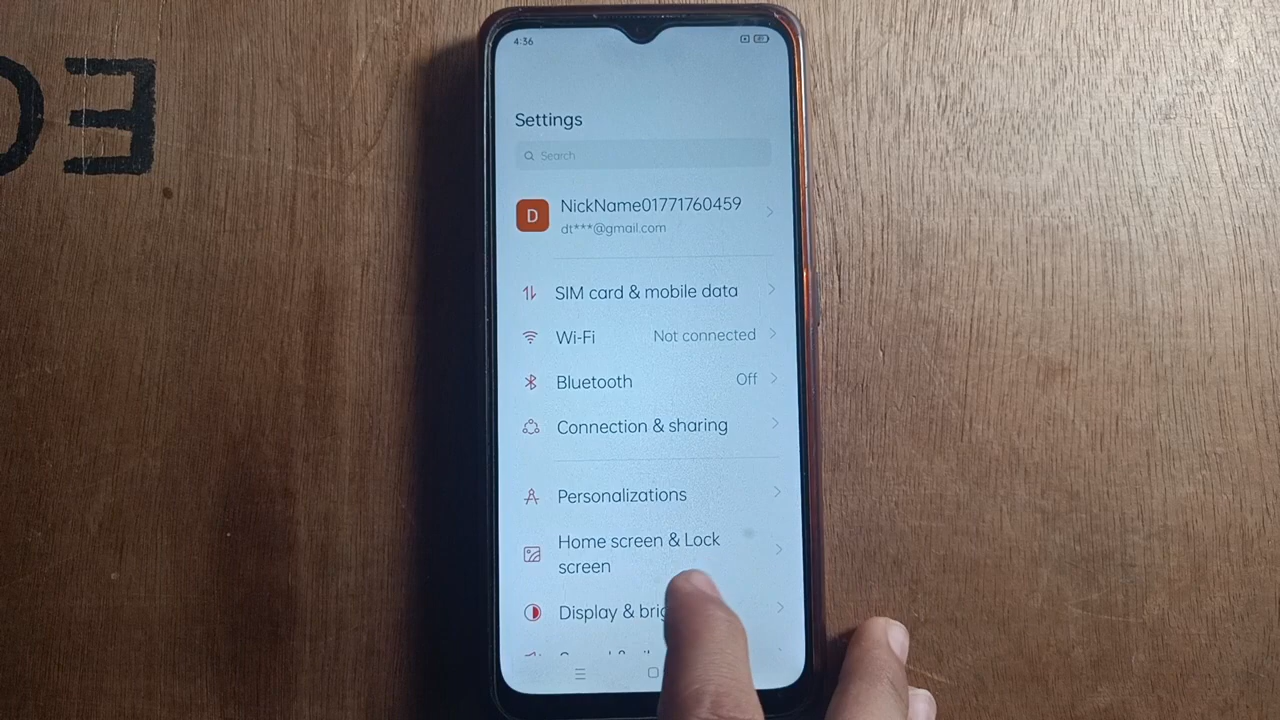 4:36
Settings
Search
D
NickName01771760459
dt***@gmail.com
SIM card & mobile data
Wi-Fi Not connected
Bluetooth Off
Connection & sharing
Personalizations
Home screen & Lock
screen
Display &